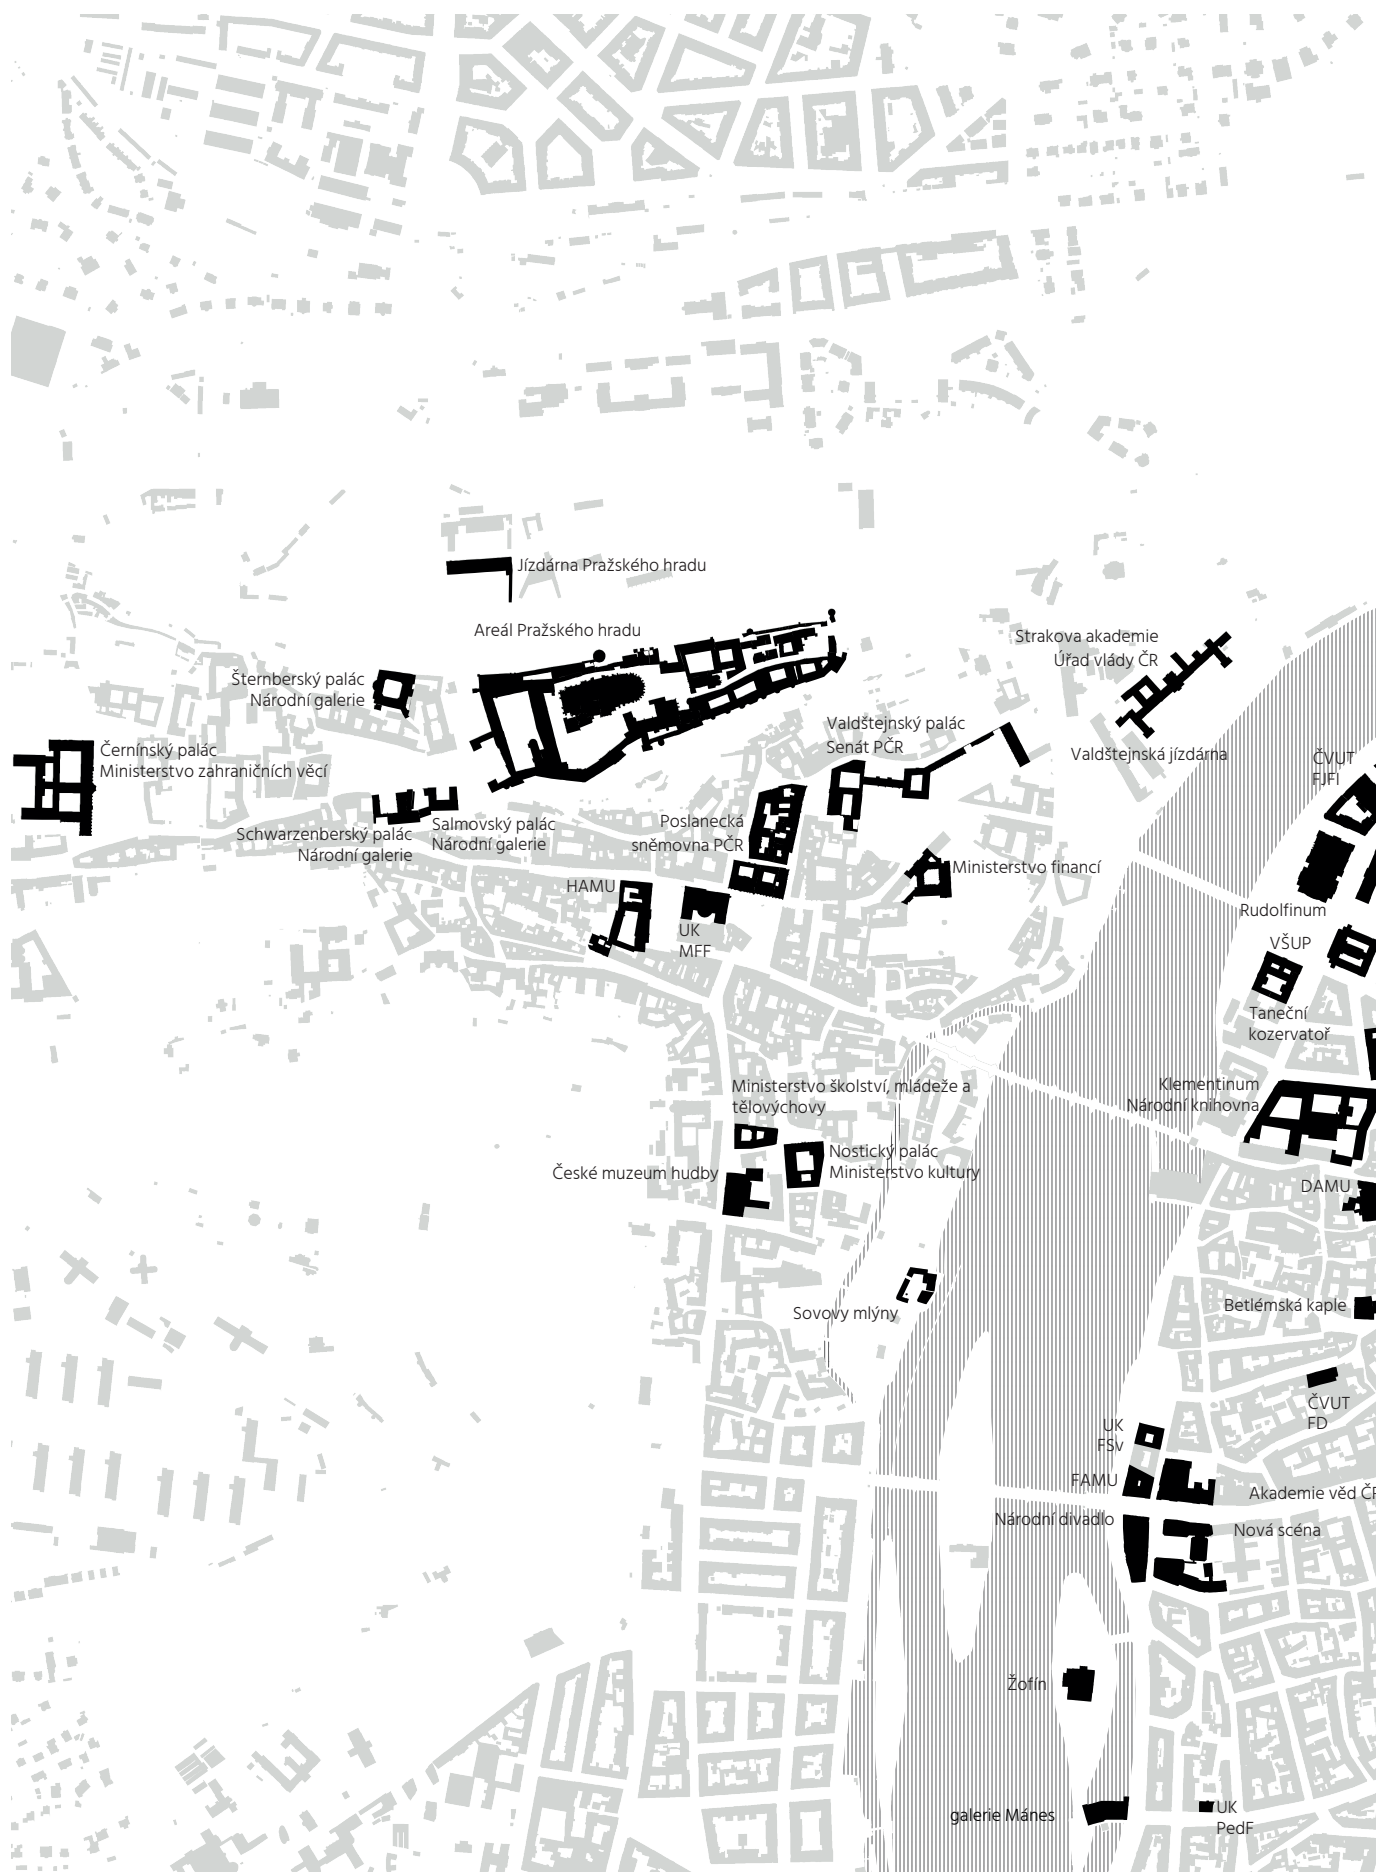 Jízdárna Pražského hradu
Areál Pražského hradu
Strakova akademie
Úřad vlády ČR
Šternberský palác
Národní galerie
Valdštejnský palác
Senát PČR
Černínský palác
Ministerstvo zahraničních věcí
Valdštejnská jízdárna
ČVUT
FJFI
Schwarzenberský palác
Národní galerie
Salmovský palác
Národní galerie
Poslanecká
sněmovna PČR
Ministerstvo financí
HAMU
Rudolfinum
UK
MFF
VŠUP
Taneční
kozervatoř
Ministerstvo školství, mládeže a
tělovýchovy
Klementinum
Národní knihovna
Nostický palác
Ministerstvo kultury
České muzeum hudby
DAMU
Sovovy mlýny
Betlémská kaple
ČVUT
FD
UK
FSv
FAMU
Akademie věd ČR
Národní divadlo
Nová scéna
Žofín
galerie Mánes
UK
PedF